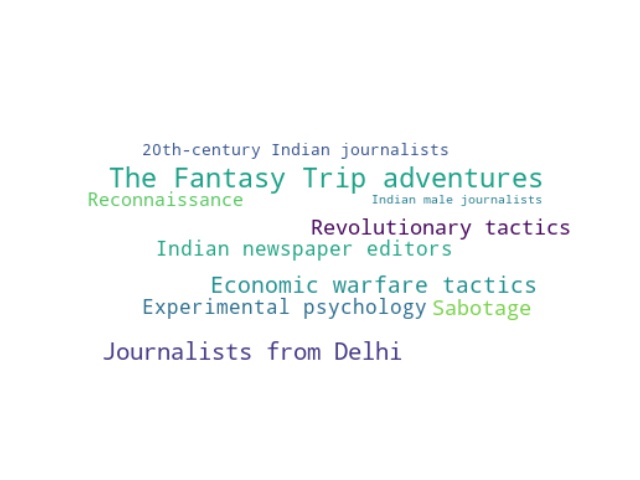 20th-century Indian journalists
The Fantasy Trip adventures
Reconnaissance
Indian male journalists
Revolutionary tactics
Indian newspaper editors
Economic warfare tactics
Experimental psychology
Sabotage
Journalists from Delhi